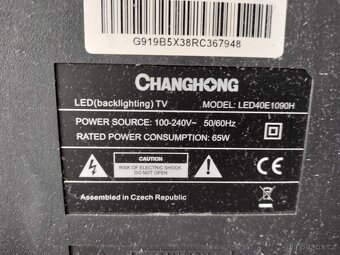 G919B5X38RC367948
CHANGHONG
LED(backlighting) TV MODEL: LED40E1090H
POWER SOURCE: 100-240V~ 50/60Hz
RATED POWER CONSUMPTION: 65W
CAUTION
RISK OF ELECTRIC SHOCK
DO NOT OPEN
Assembled in Czech Republic